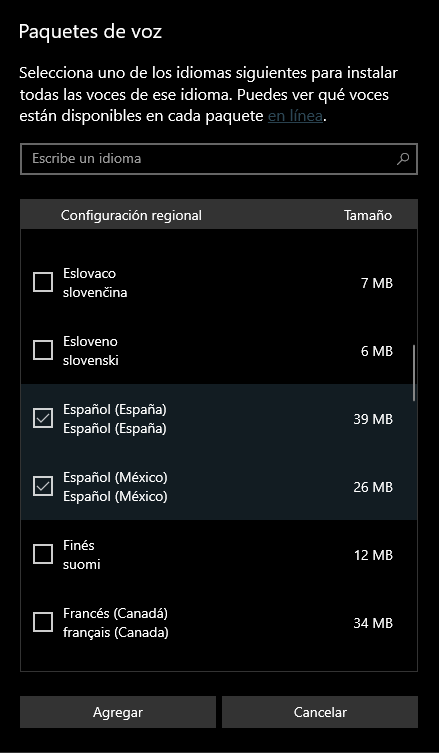 Paquetes de voz
Selecciona uno de los idiomas siguientes para instalar
todas las voces de ese idioma. Puedes ver qué voces
están disponibles en cada paquete en línea.
Escribe un idioma
Configuración regional Tamaño
Eslovaco
slovenčina
7 MB
Esloveno
slovenski
6 MB
Español (España)
Español (España)
39 MB
Español (México)
Español (México)
26 MB
Finés
suomi
12 MB
Francés (Canadá)
français (Canada)
34 MB
Agregar Cancelar